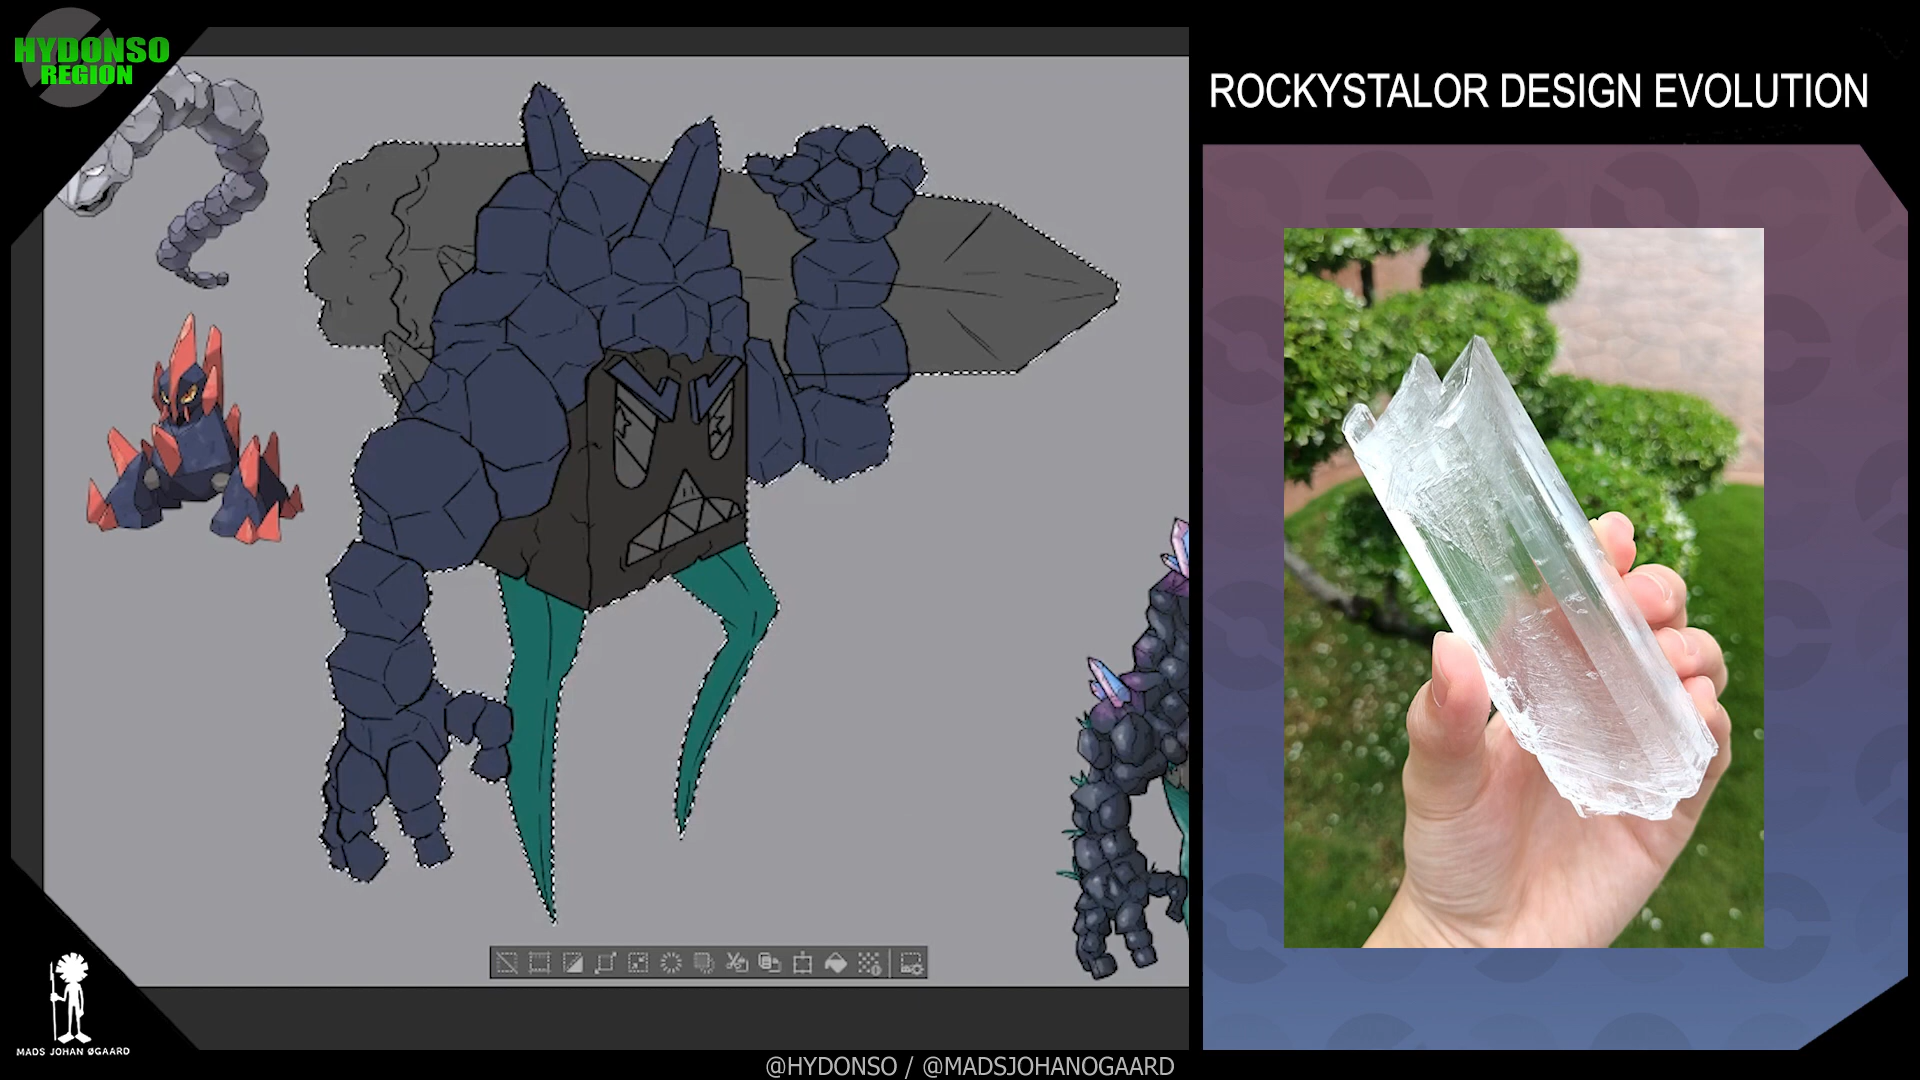 HYDONSO
REGION
ROCKYSTALOR DESIGN EVOLUTION
MADS JOHAN ØGAARD
@HYDONSO / @MADSJOHANOGAARD